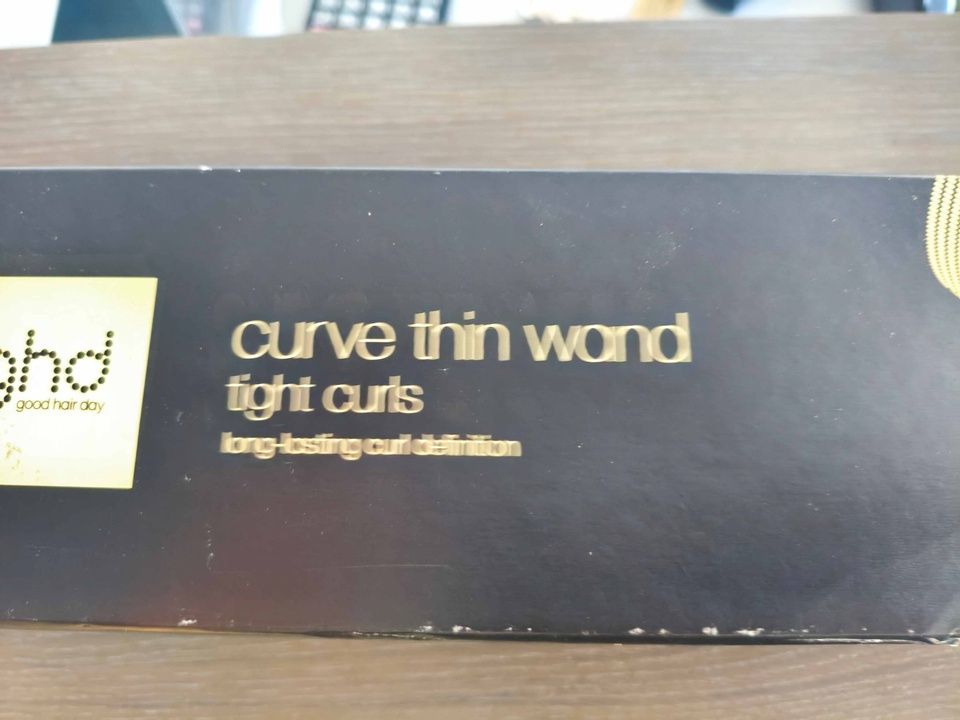 ghd
good hair day
curve thin wand
tight curls
long-lasting curl definition